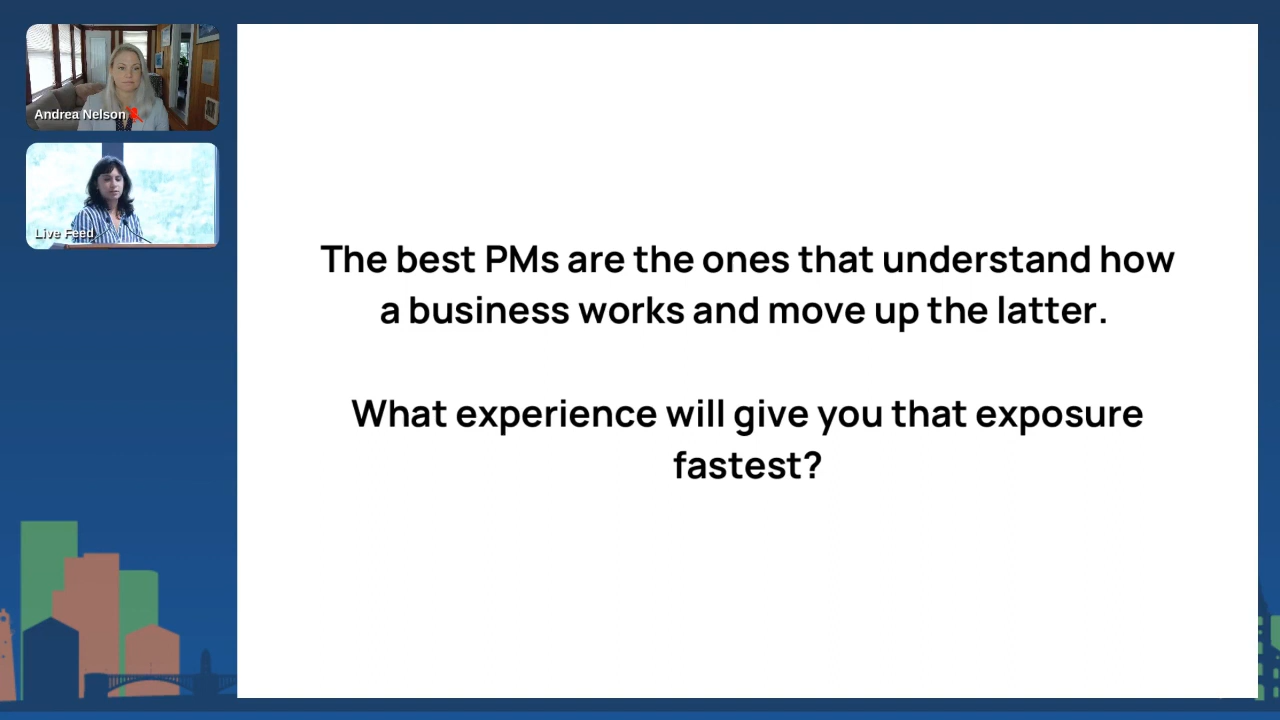 Andrea Nelson
Live Feed
The best PMs are the ones that understand how
a business works and move up the latter.
What experience will give you that exposure
fastest?